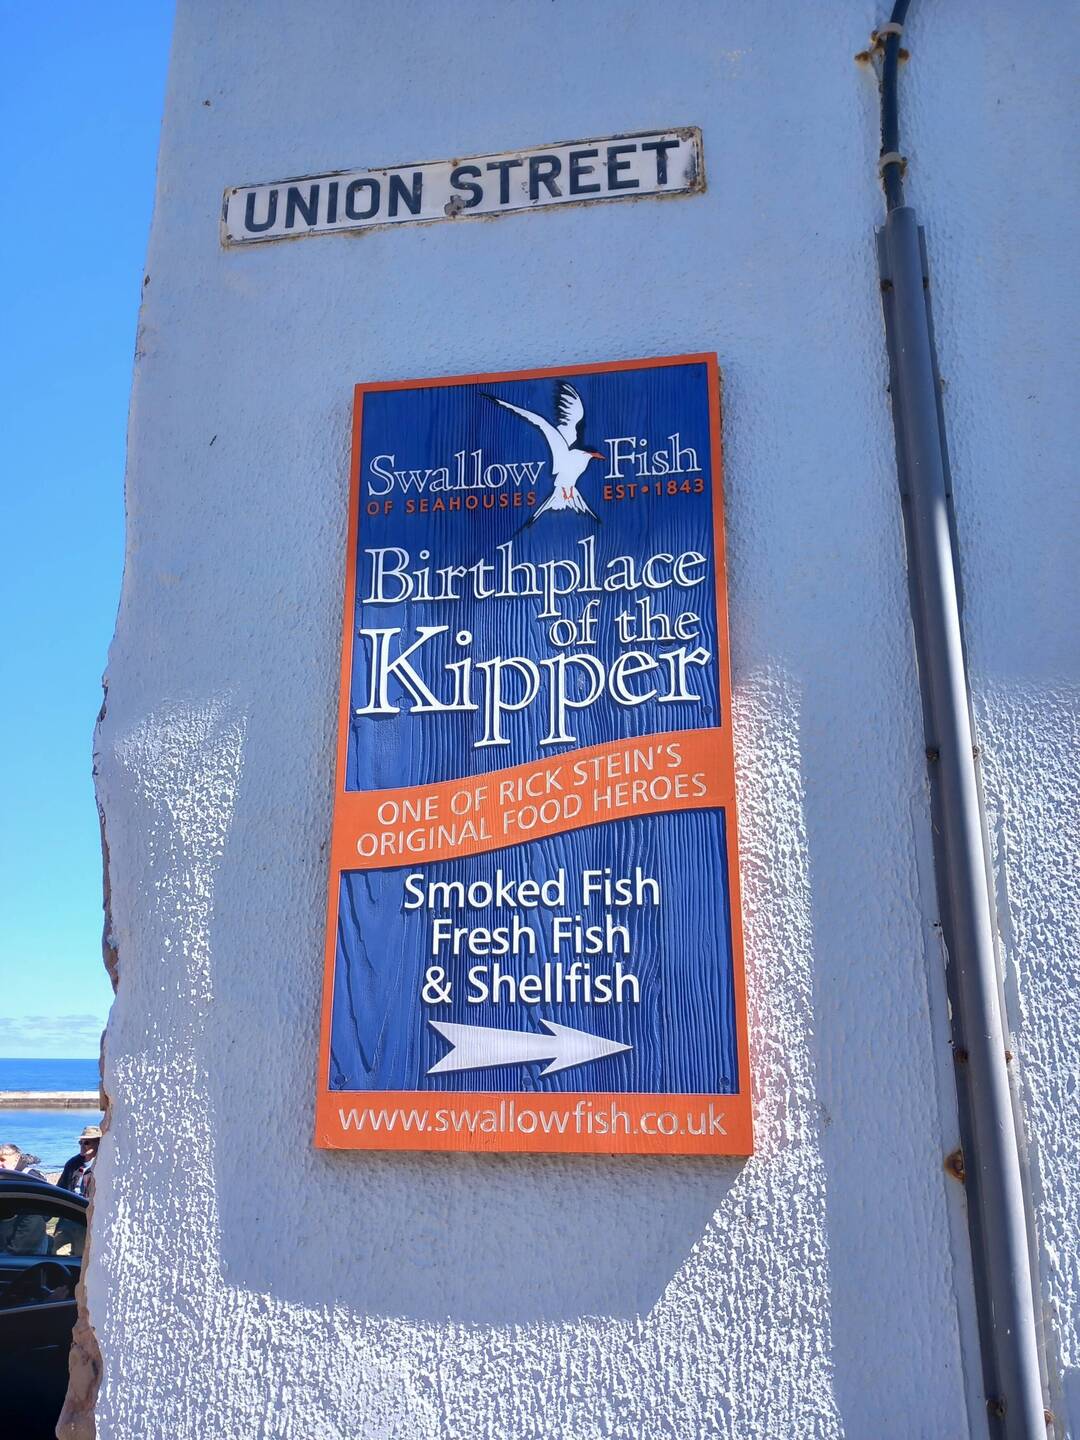 UNION STREET
Swallow Fish
OF SEAHOUSES EST•1843
Birthplace
of the
Kipper
ONE OF RICK STEIN'S
ORIGINAL FOOD HEROES
Smoked Fish
Fresh Fish
& Shellfish
www.swallowfish.co.uk